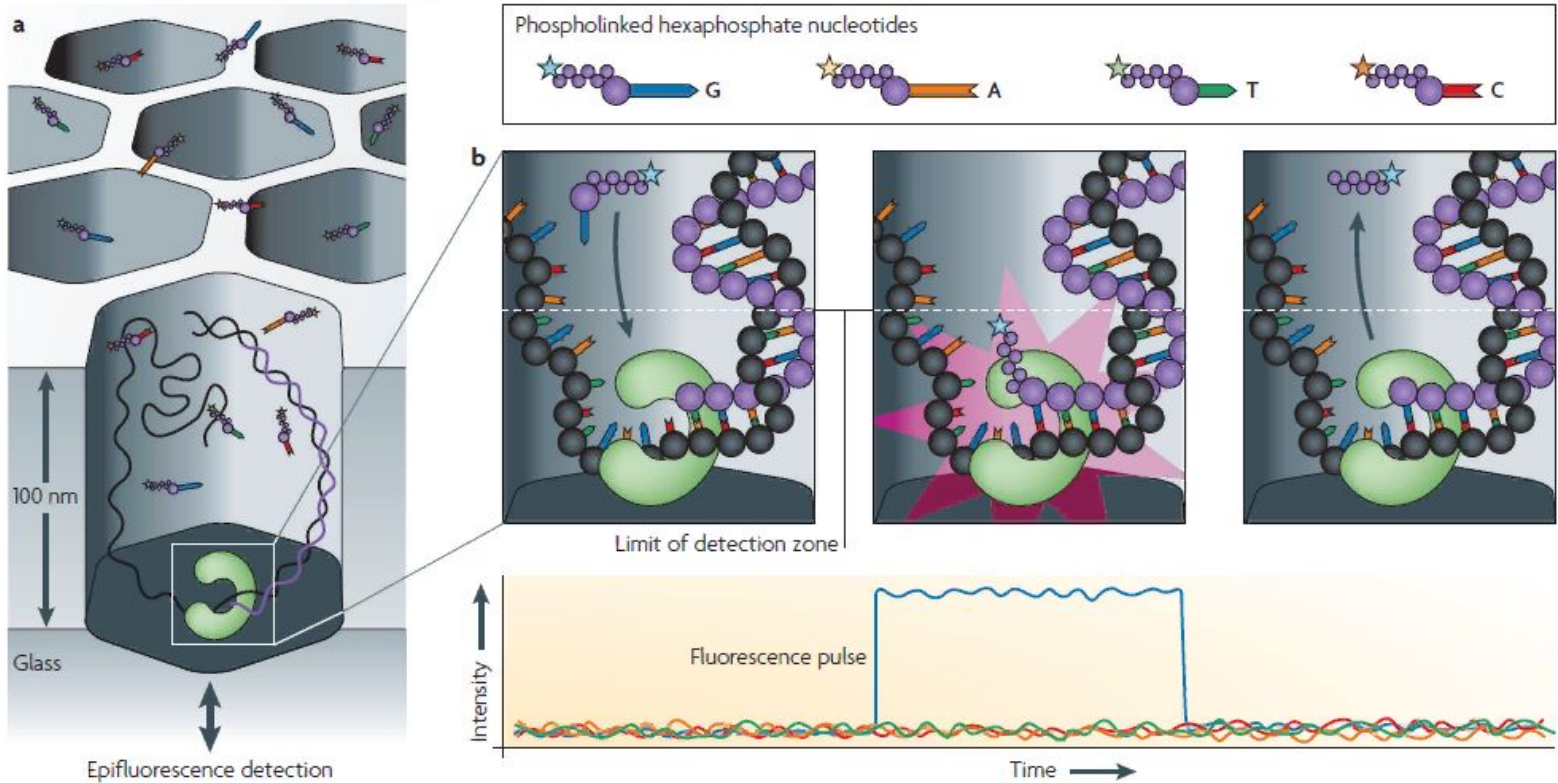 a
Phospholinked hexaphosphate nucleotides
G
A
T
C
b
100 nm
Glass
Epifluorescence detection
Limit of detection zone
Intensity
Fluorescence pulse
Time